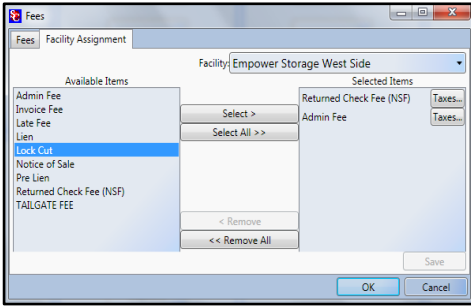 Fees
Fees Facility Assignment
Facility: Empower Storage West Side
Available Items
Selected Items
Admin Fee
Invoice Fee
Late Fee
Lien
Lock Cut
Notice of Sale
Pre Lien
Returned Check Fee (NSF)
TAILGATE FEE
Select >
Select All >>
< Remove
<< Remove All
Returned Check Fee (NSF) Taxes...
Admin Fee Taxes...
Save
OK Cancel